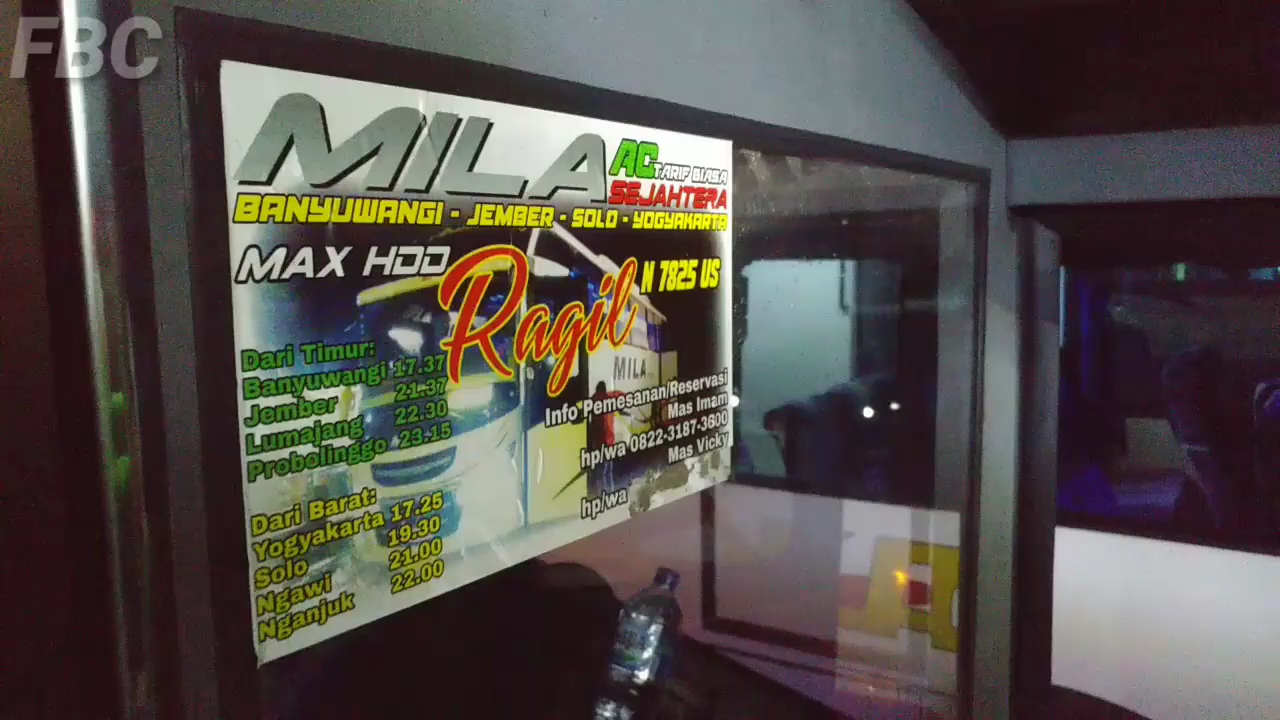 FBC
MILA
AC TARIF BIASA
SEJAHTERA
BANYUWANGI - JEMBER - SOLO - YOGYAKARTA
MAX HDD
Ragil
N 7825 US
MILA
Dari Timur:
Banyuwangi 17.37
Jember 21.37
Lumajang 22.30
Probolinggo 23.15
Info Pemesanan/Reservasi
Mas Imam
hp/wa 0822-3187-3600
Mas Vicky
hp/wa
Dari Barat:
Yogyakarta 17.25
Solo 19.30
Ngawi 21.00
Nganjuk 22.00